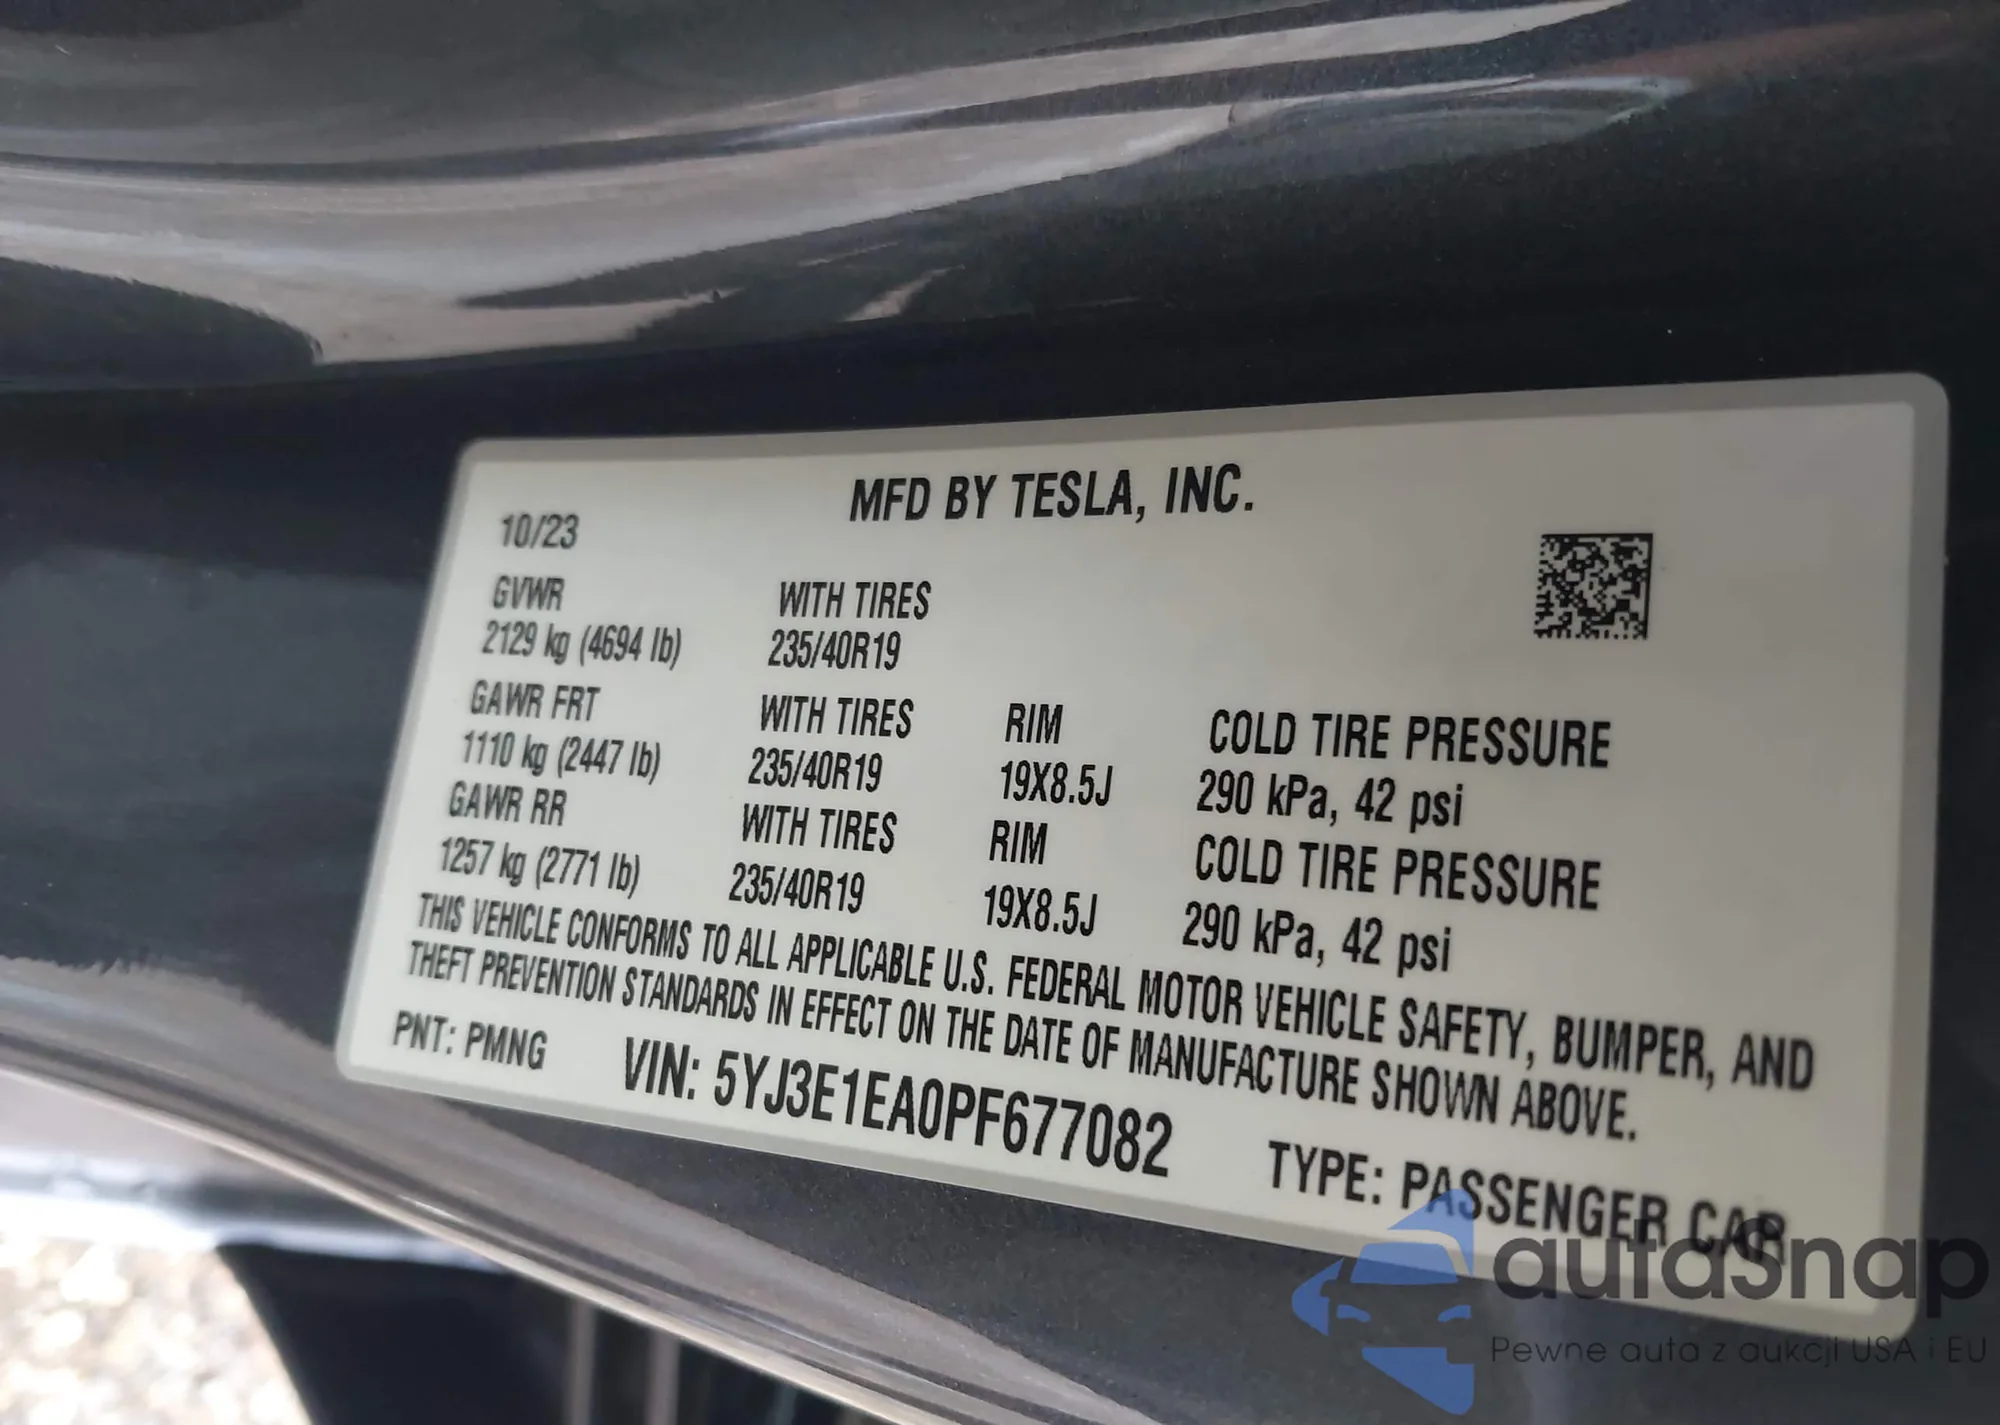 MFD BY TESLA, INC.
10/23
GVWR WITH TIRES
2129 kg (4694 lb) 235/40R19
GAWR FRT WITH TIRES RIM COLD TIRE PRESSURE
1110 kg (2447 lb) 235/40R19 19X8.5J 290 kPa, 42 psi
GAWR RR WITH TIRES RIM COLD TIRE PRESSURE
1257 kg (2771 lb) 235/40R19 19X8.5J 290 kPa, 42 psi
THIS VEHICLE CONFORMS TO ALL APPLICABLE U.S. FEDERAL MOTOR VEHICLE SAFETY, BUMPER, AND
THEFT PREVENTION STANDARDS IN EFFECT ON THE DATE OF MANUFACTURE SHOWN ABOVE.
PNT: PMNG VIN: 5YJ3E1EA0PF677082 TYPE: PASSENGER CAR
autaSnap
Pewne auta z aukcji USA i EU